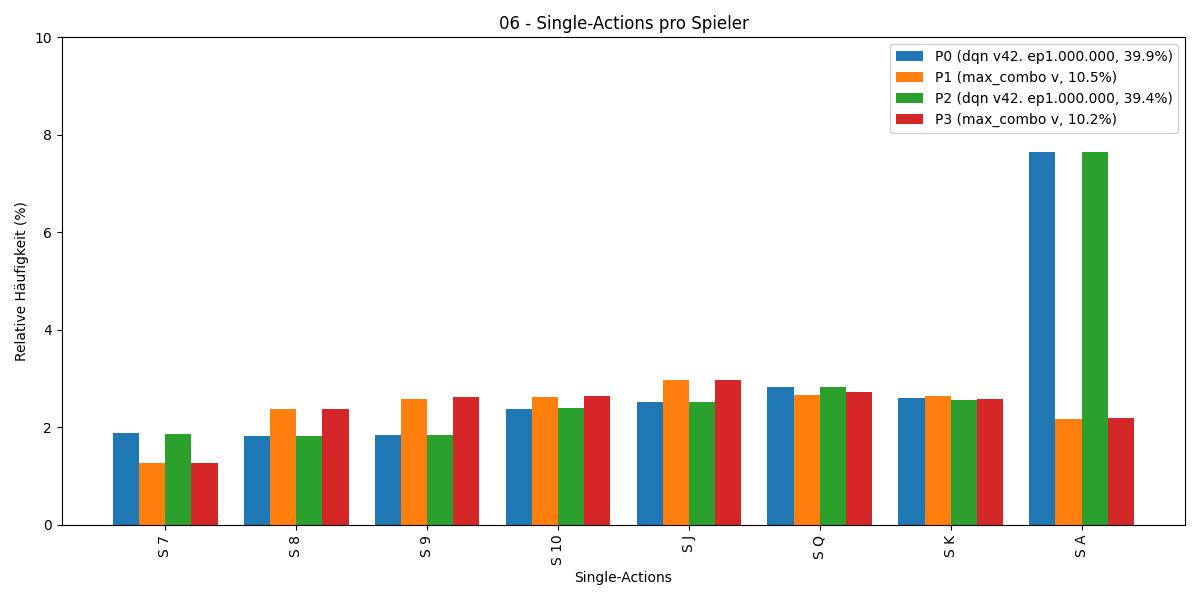 06 - Single-Actions pro Spieler
P0 (dqn v42. ep1.000.000, 39.9%)
P1 (max_combo v, 10.5%)
P2 (dqn v42. ep1.000.000, 39.4%)
P3 (max_combo v, 10.2%)
Relative Häufigkeit (%)
10
8
6
4
2
0
S 7
S 8
S 9
S 10
S J
S Q
S K
S A
Single-Actions